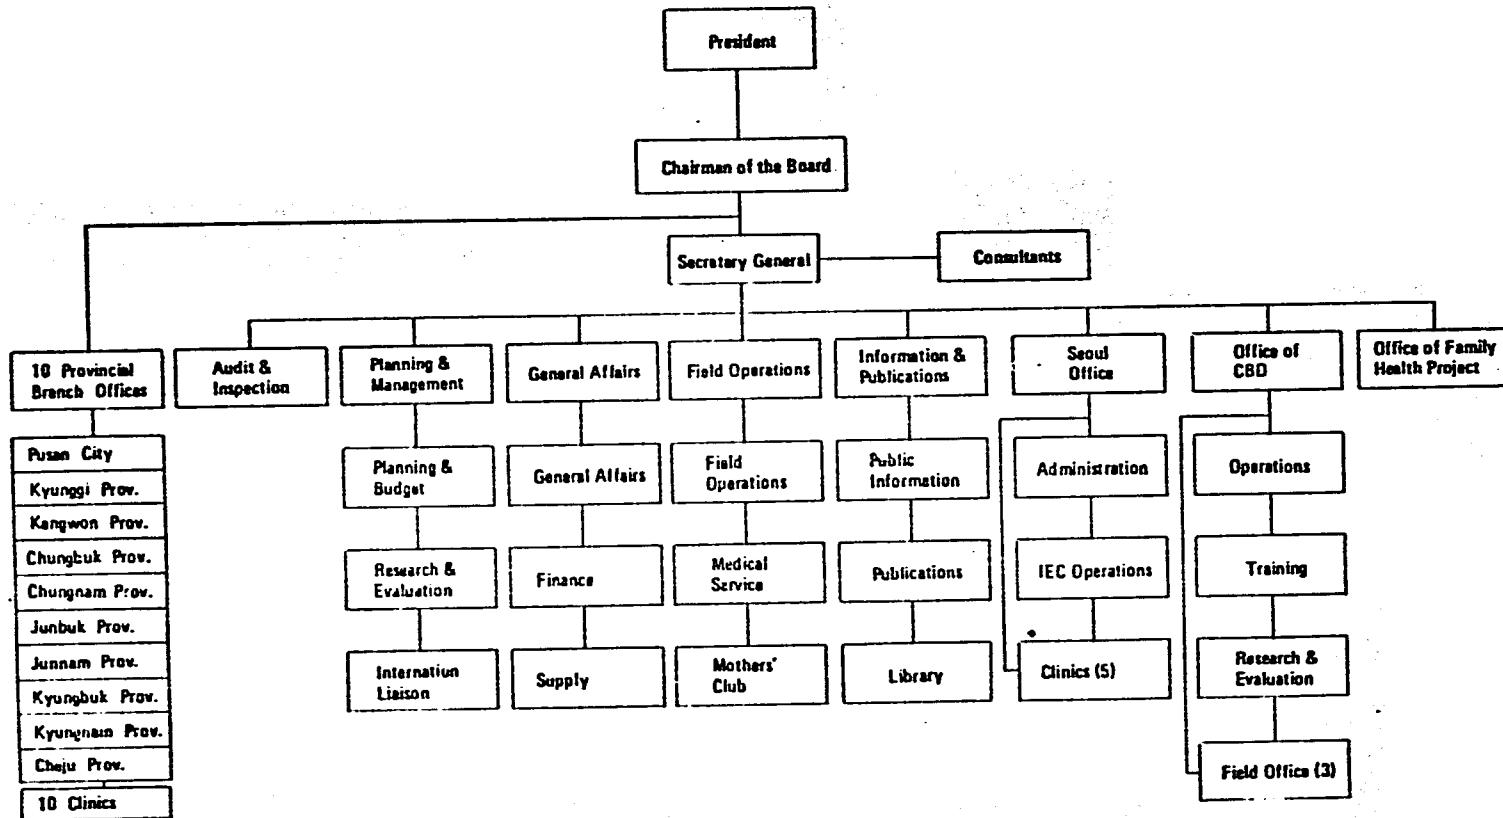 President
Chairman of the Board
Secretary General
Consultants
10 Provincial
Branch Offices
Audit &
Inspection
Planning &
Management
General Affairs
Field Operations
Information &
Publications
Seoul
Office
Office of
CBD
Office of Family
Health Project
Pusan City
Kyunggi Prov.
Kangwon Prov.
Chungbuk Prov.
Chungnam Prov.
Junbuk Prov.
Junnam Prov.
Kyungbuk Prov.
Kyungnam Prov.
Cheju Prov.
10 Clinics
Planning &
Budget
Research &
Evaluation
Internation
Liaison
General Affairs
Finance
Supply
Field
Operations
Medical
Service
Mothers'
Club
Public
Information
Publications
Library
Administration
IEC Operations
Clinics (5)
Operations
Training
Research &
Evaluation
Field Office (3)